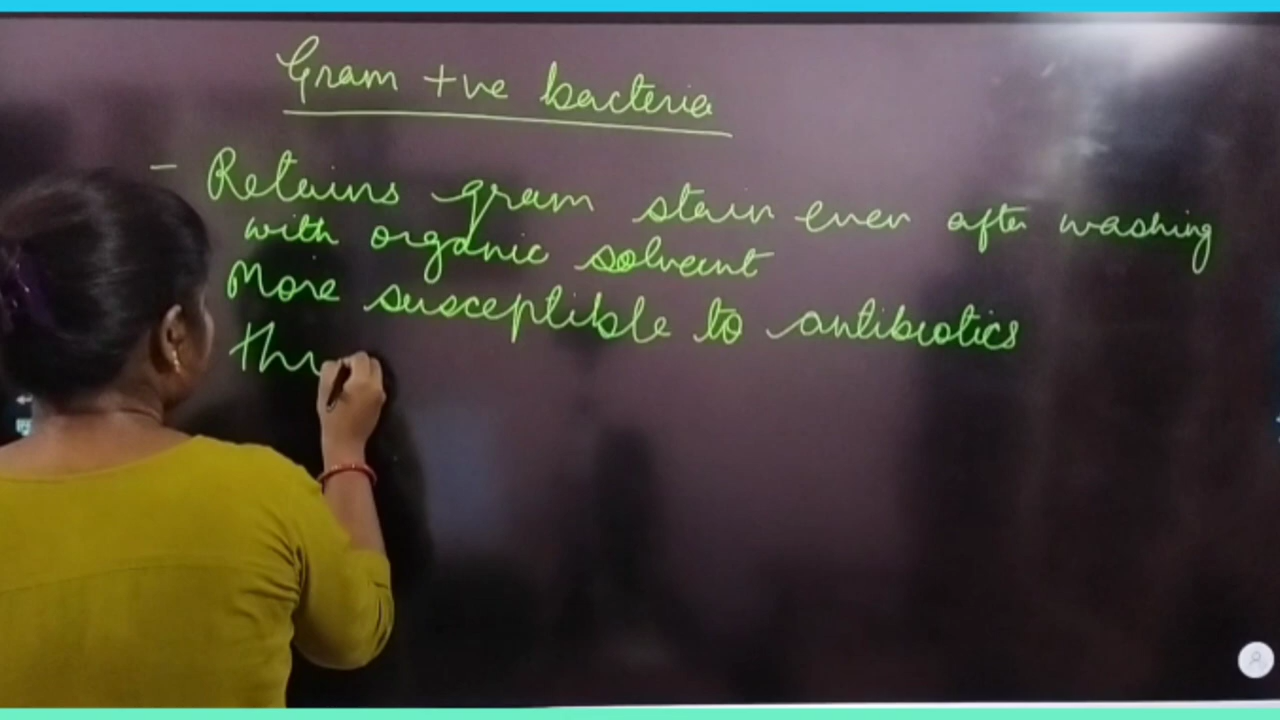 Gram +ve bacteria
- Retains gram stain even after washing
with organic solvent
More susceptible to antibiotics